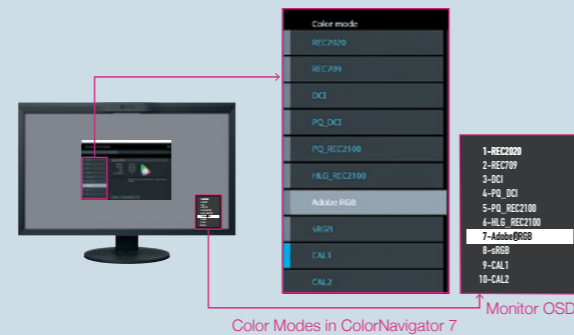 Color mode
REC2020
REC709
DCI
PQ_DCI
PQ_REC2100
HLG_REC2100
Adobe RGB
sRGB
CAL1
CAL2
1-REC2020
2-REC709
3-DCI
4-PQ_DCI
5-PQ_REC2100
6-HLG_REC2100
7-Adobe®RGB
8-sRGB
9-CAL1
10-CAL2
Monitor OSD
Color Modes in ColorNavigator 7